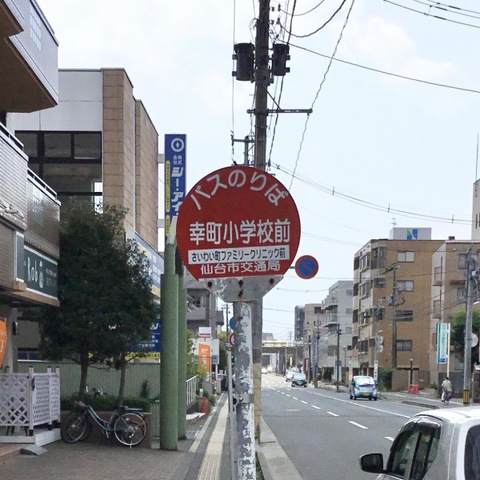 バスのりば
幸町小学校前
さいわい町ファミリークリニック前
仙台市交通局